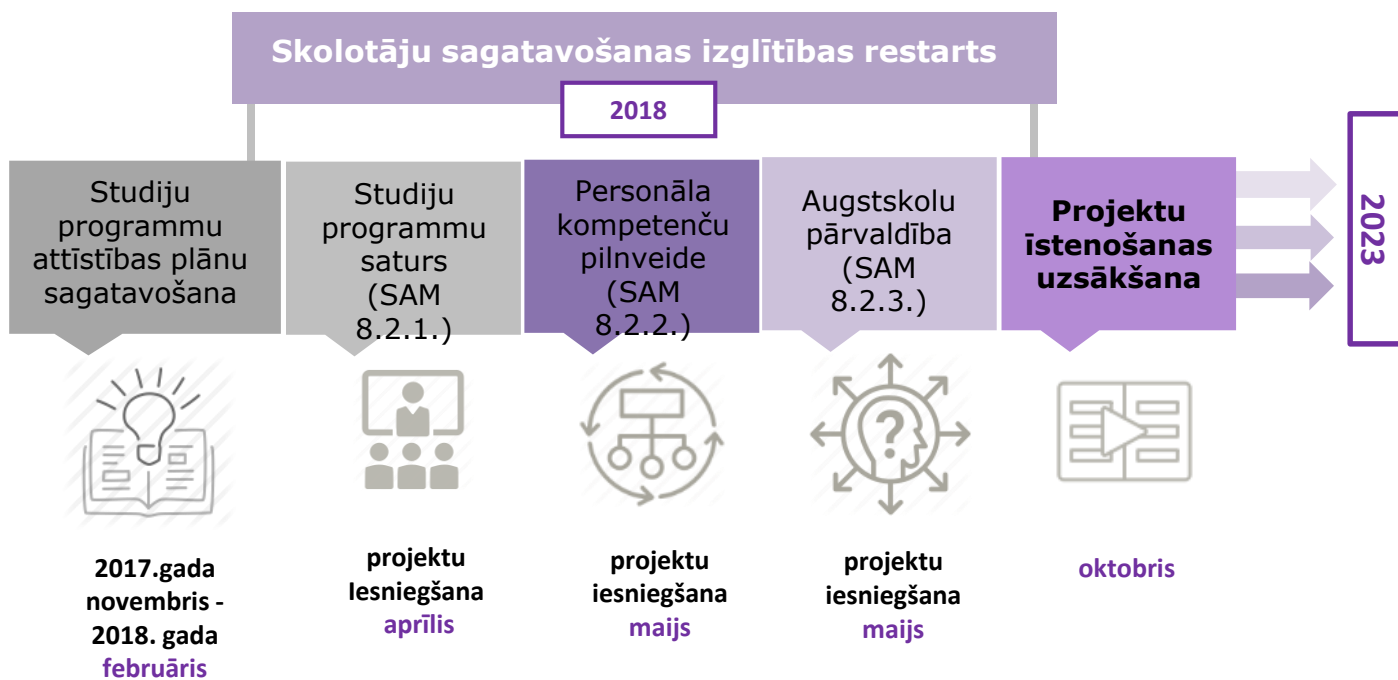 Skolotāju sagatavošanas izglītības restarts
2018
Studiju
programmu
attīstības plānu
sagatavošana
Studiju
programmu
saturs
(SAM
8.2.1.)
Personāla
kompetenču
pilnveide
(SAM
8.2.2.)
Augstskolu
pārvaldība
(SAM
8.2.3.)
Projektu
īstenošanas
uzsākšana
2023
?
2017.gada
novembris -
2018. gada
februāris
projektu
Iesniegšana
aprīlis
projektu
iesniegšana
maijs
projektu
iesniegšana
maijs
oktobris